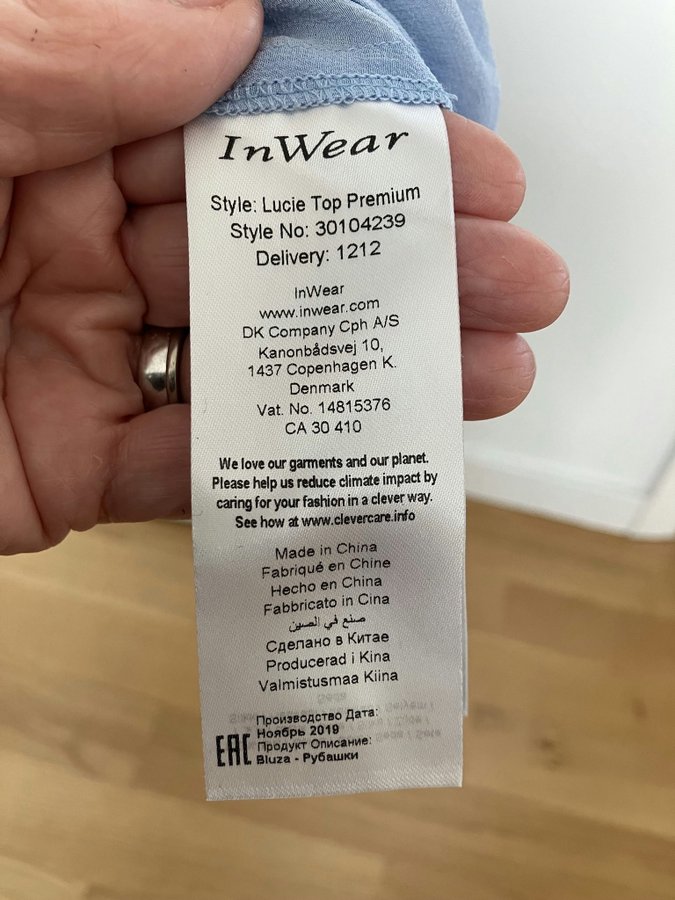 InWear
Style: Lucie Top Premium
Style No: 30104239
Delivery: 1212
InWear
www.inwear.com
DK Company Cph A/S
Kanonbådsvej 10,
1437 Copenhagen K.
Denmark
Vat. No. 14815376
CA 30 410
We love our garments and our planet.
Please help us reduce climate impact by
caring for your fashion in a clever way.
See how at www.clevercare.info
Made in China
Fabriqué en Chine
Hecho en China
Fabbricato in Cina
صنع في الصين
Сделано в Китае
Producerad i Kina
Valmistusmaa Kiina
EAC
Производство Дата:
Ноябрь 2019
Продукт Описание:
Bluza - Рубашки